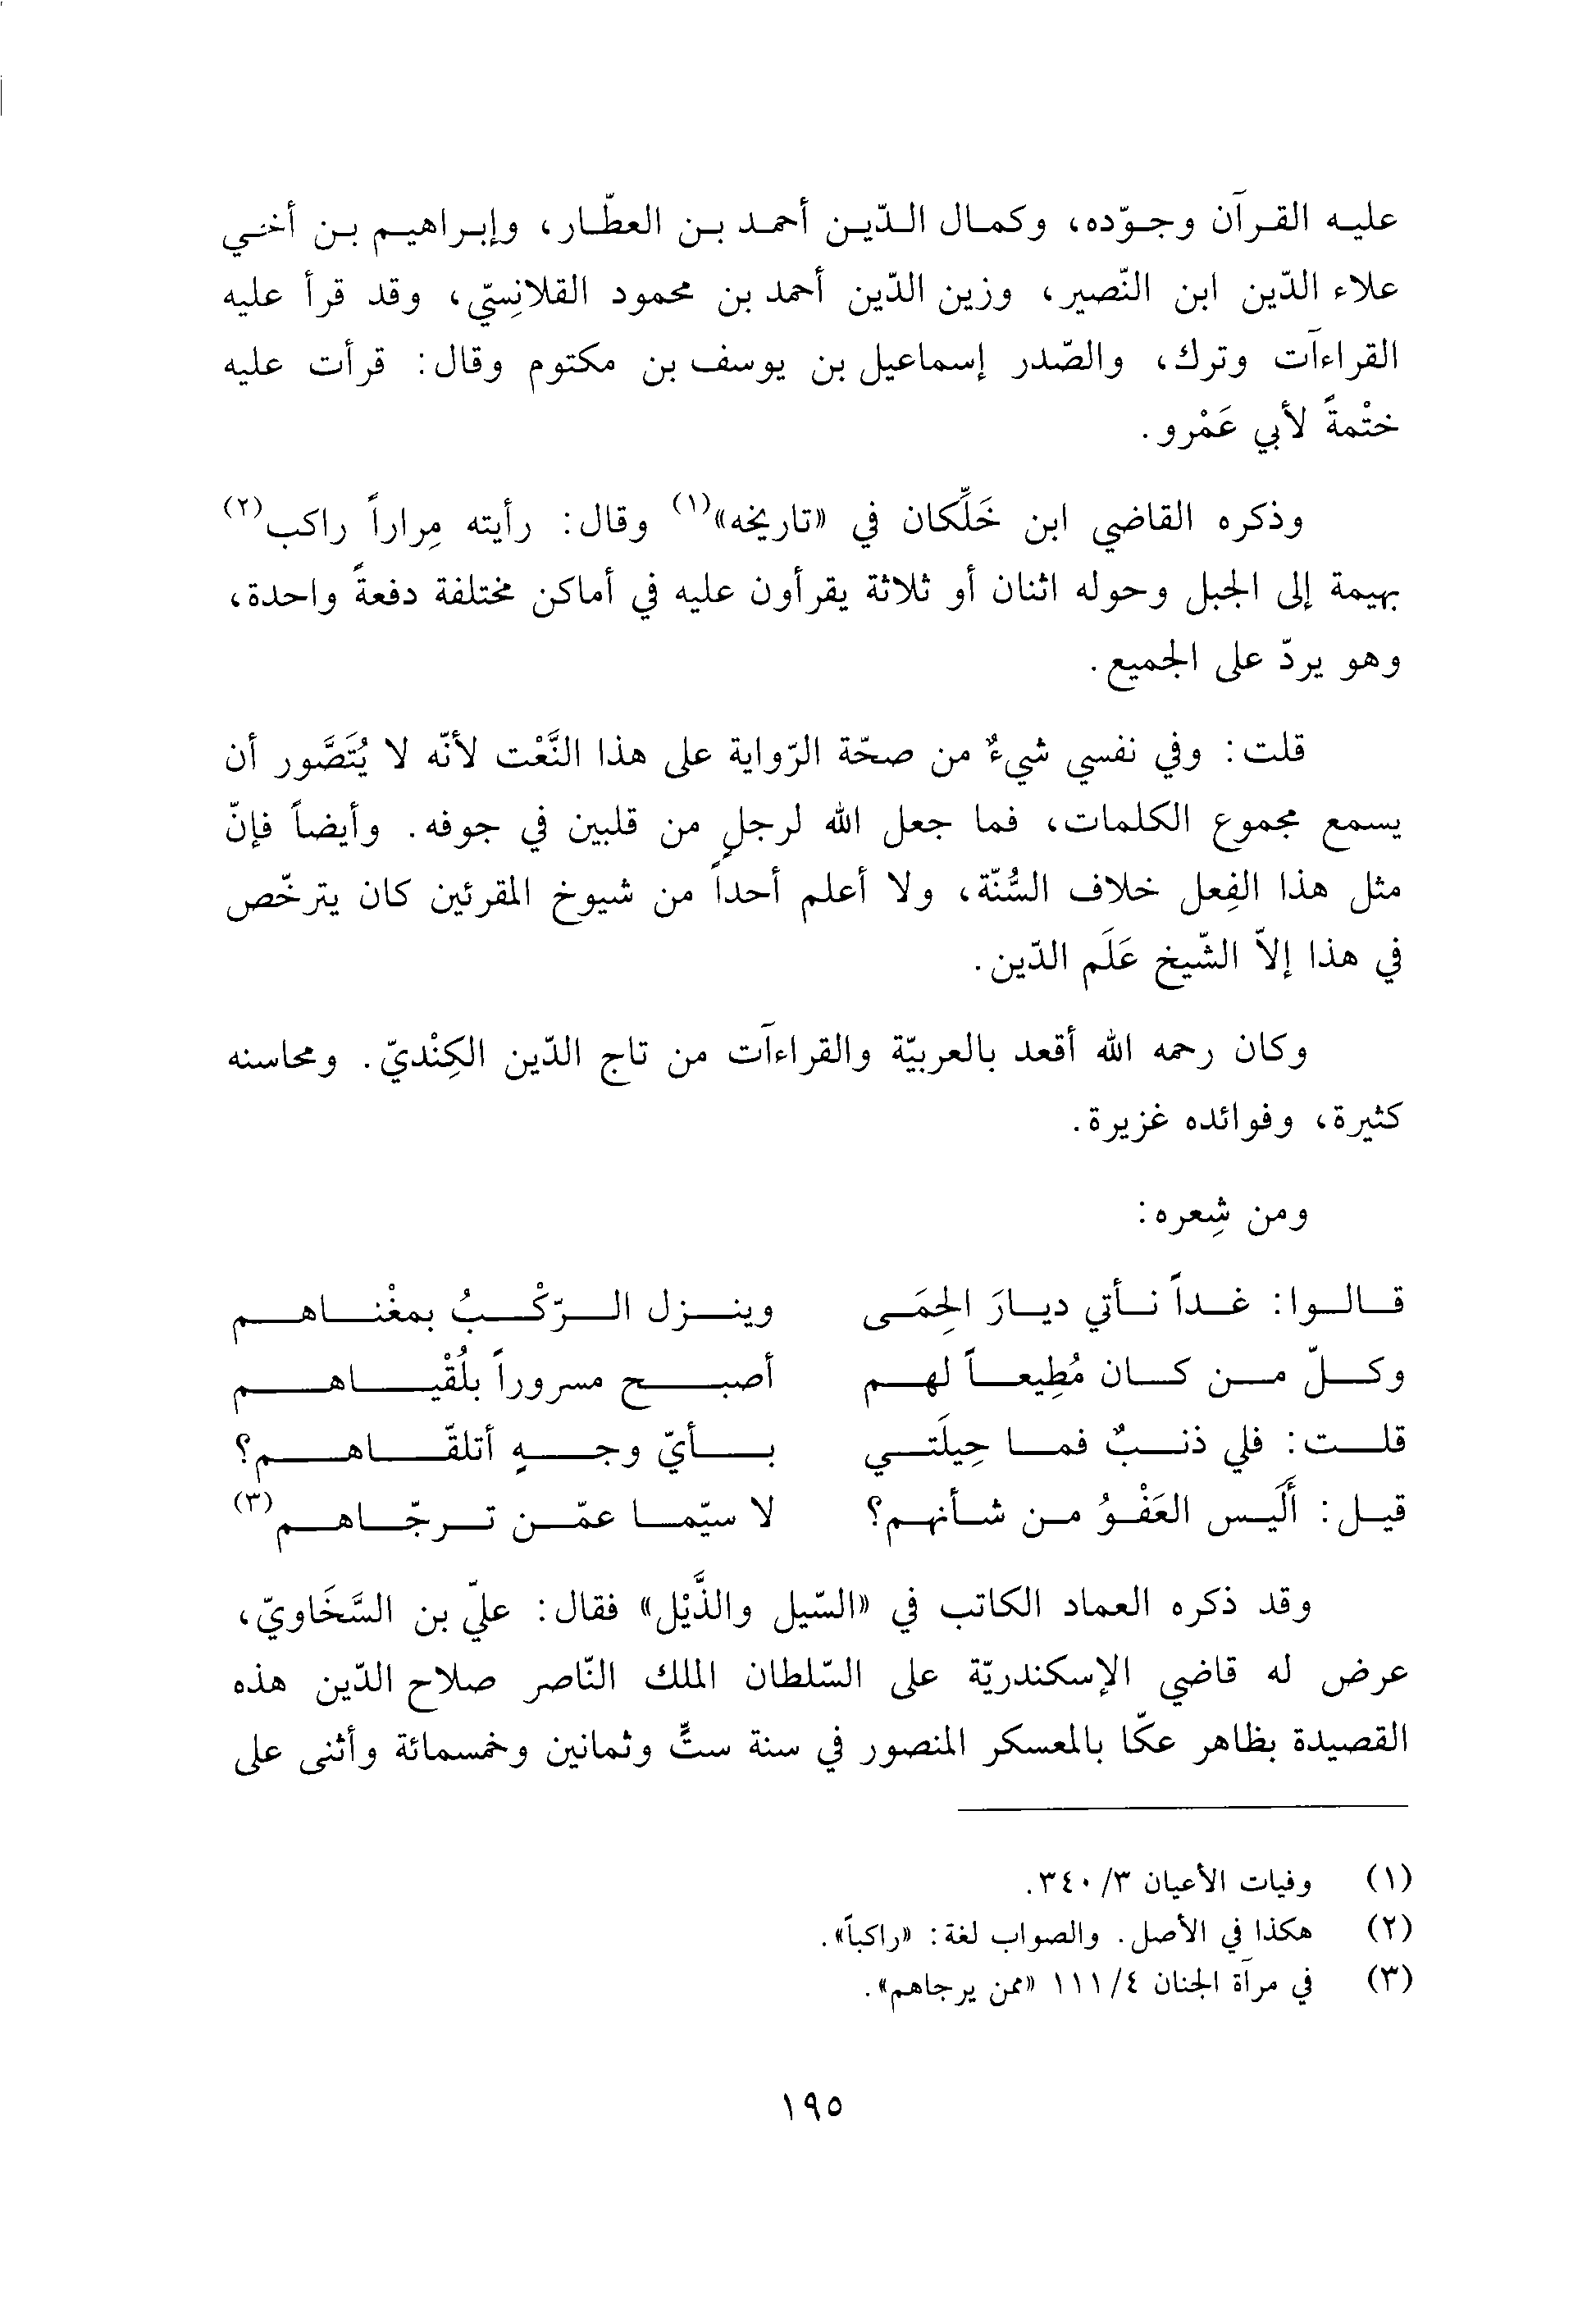 عليه القرآن وجوّده، وكمال الدّين أحمد بن العطّار، وإبراهيم بن أخي
علاء الدّين ابن النّصير، وزين الدّين أحمد بن محمود القلانِسيّ، وقد قرأ عليه
القراءآت وترك، والصّدر إسماعيل بن يوسف بن مكتوم وقال: قرأت عليه
ختْمةً لأبي عَمْرو.
وذكره القاضي ابن خَلِّكان في «تاريخه»(١) وقال: رأيته مِراراً راكب(٢)
بهيمة إلى الجبل وحوله اثنان أو ثلاثة يقرأون عليه في أماكن مختلفة دفعةً واحدة،
وهو يردّ على الجميع.
قلت: وفي نفسي شيءٌ من صحّة الرّواية على هذا النَّعْت لأنّه لا يُتَصَّور أن
يسمع مجموع الكلمات، فما جعل الله لرجلٍ من قلبين في جوفه. وأيضاً فإنّ
مثل هذا الفِعل خلاف السُّنّة، ولا أعلم أحداً من شيوخ المقرئين كان يترخّص
في هذا إلاّ الشّيخ عَلَم الدّين.
وكان رحمه الله أقعد بالعربيّة والقراءآت من تاج الدّين الكِنْديّ. ومحاسنه
كثيرة، وفوائده غزيرة.
ومن شِعره:
قالوا: غداً نأتي ديارَ الحِمَى وينزل الرّكْبُ بمغْناهم
وكلّ من كان مُطِيعاً لهم أصبح مسروراً بلُقْياهم
قلت: فلي ذنبٌ فما حِيلَتي بأيّ وجهٍ أتلقّاهم؟
قيل: أَلَيس العَفْوُ من شأنهم؟ لا سيّما عمّن ترجّاهم(٣)
وقد ذكره العماد الكاتب في «السّيل والذَّيْل» فقال: عليّ بن السَّخَاويّ،
عرض له قاضي الإسكندريّة على السّلطان الملك النّاصر صلاح الدّين هذه
القصيدة بظاهر عكّا بالمعسكر المنصور في سنة ستٍّ وثمانين وخمسمائة وأثنى على
(١) وفيات الأعيان ٣/ ٣٤٠.
(٢) هكذا في الأصل. والصواب لغة: «راكباً».
(٣) في مرآة الجنان ٤/ ١١١ «ممن يرجاهم».
١٩٥